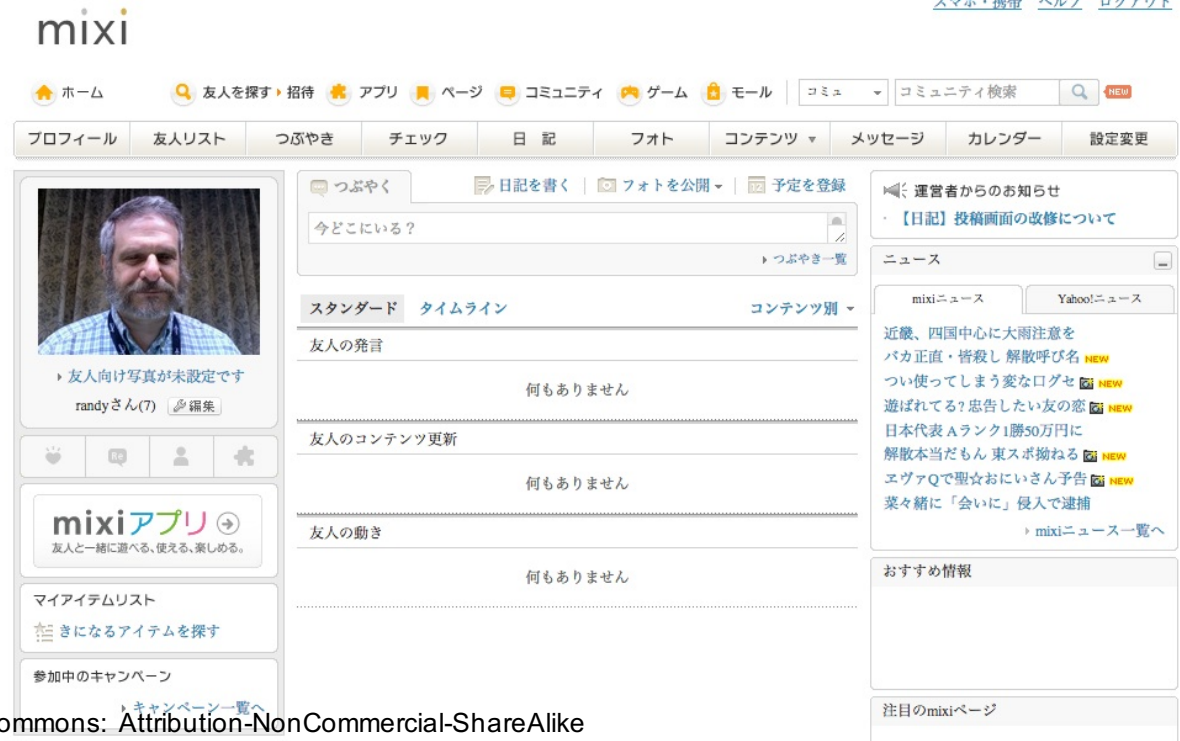 スマホ・携帯 ヘルプ ログアウト
mixi
ホーム 友人を探す 招待 アプリ ページ コミュニティ ゲーム モール コミュ コミュニティ検索 NEW
プロフィール 友人リスト つぶやき チェック 日 記 フォト コンテンツ メッセージ カレンダー 設定変更
つぶやく 日記を書く フォトを公開 12 予定を登録
今どこにいる?
つぶやき一覧
スタンダード タイムライン コンテンツ別
友人の発言
何もありません
友人のコンテンツ更新
何もありません
友人の動き
何もありません
友人向け写真が未設定です
randyさん(7) 編集
Re
mixiアプリ
友人と一緒に遊べる、使える、楽しめる。
マイアイテムリスト
きになるアイテムを探す
参加中のキャンペーン
キャンペーン一覧へ
運営者からのお知らせ
・【日記】投稿画面の改修について
ニュース
mixiニュース Yahoo!ニュース
近畿、四国中心に大雨注意を
バカ正直・皆殺し 解散呼び名 NEW
つい使ってしまう変な口グセ NEW
遊ばれてる? 忠告したい友の恋 NEW
日本代表 Aランク1勝50万円に
解散本当だもん 東スポ拗ねる NEW
ヱヴァQで聖☆おにいさん予告 NEW
菜々緒に「会いに」侵入で逮捕
mixiニュース一覧へ
おすすめ情報
注目のmixiページ
ommons: Attribution-NonCommercial-ShareAlike